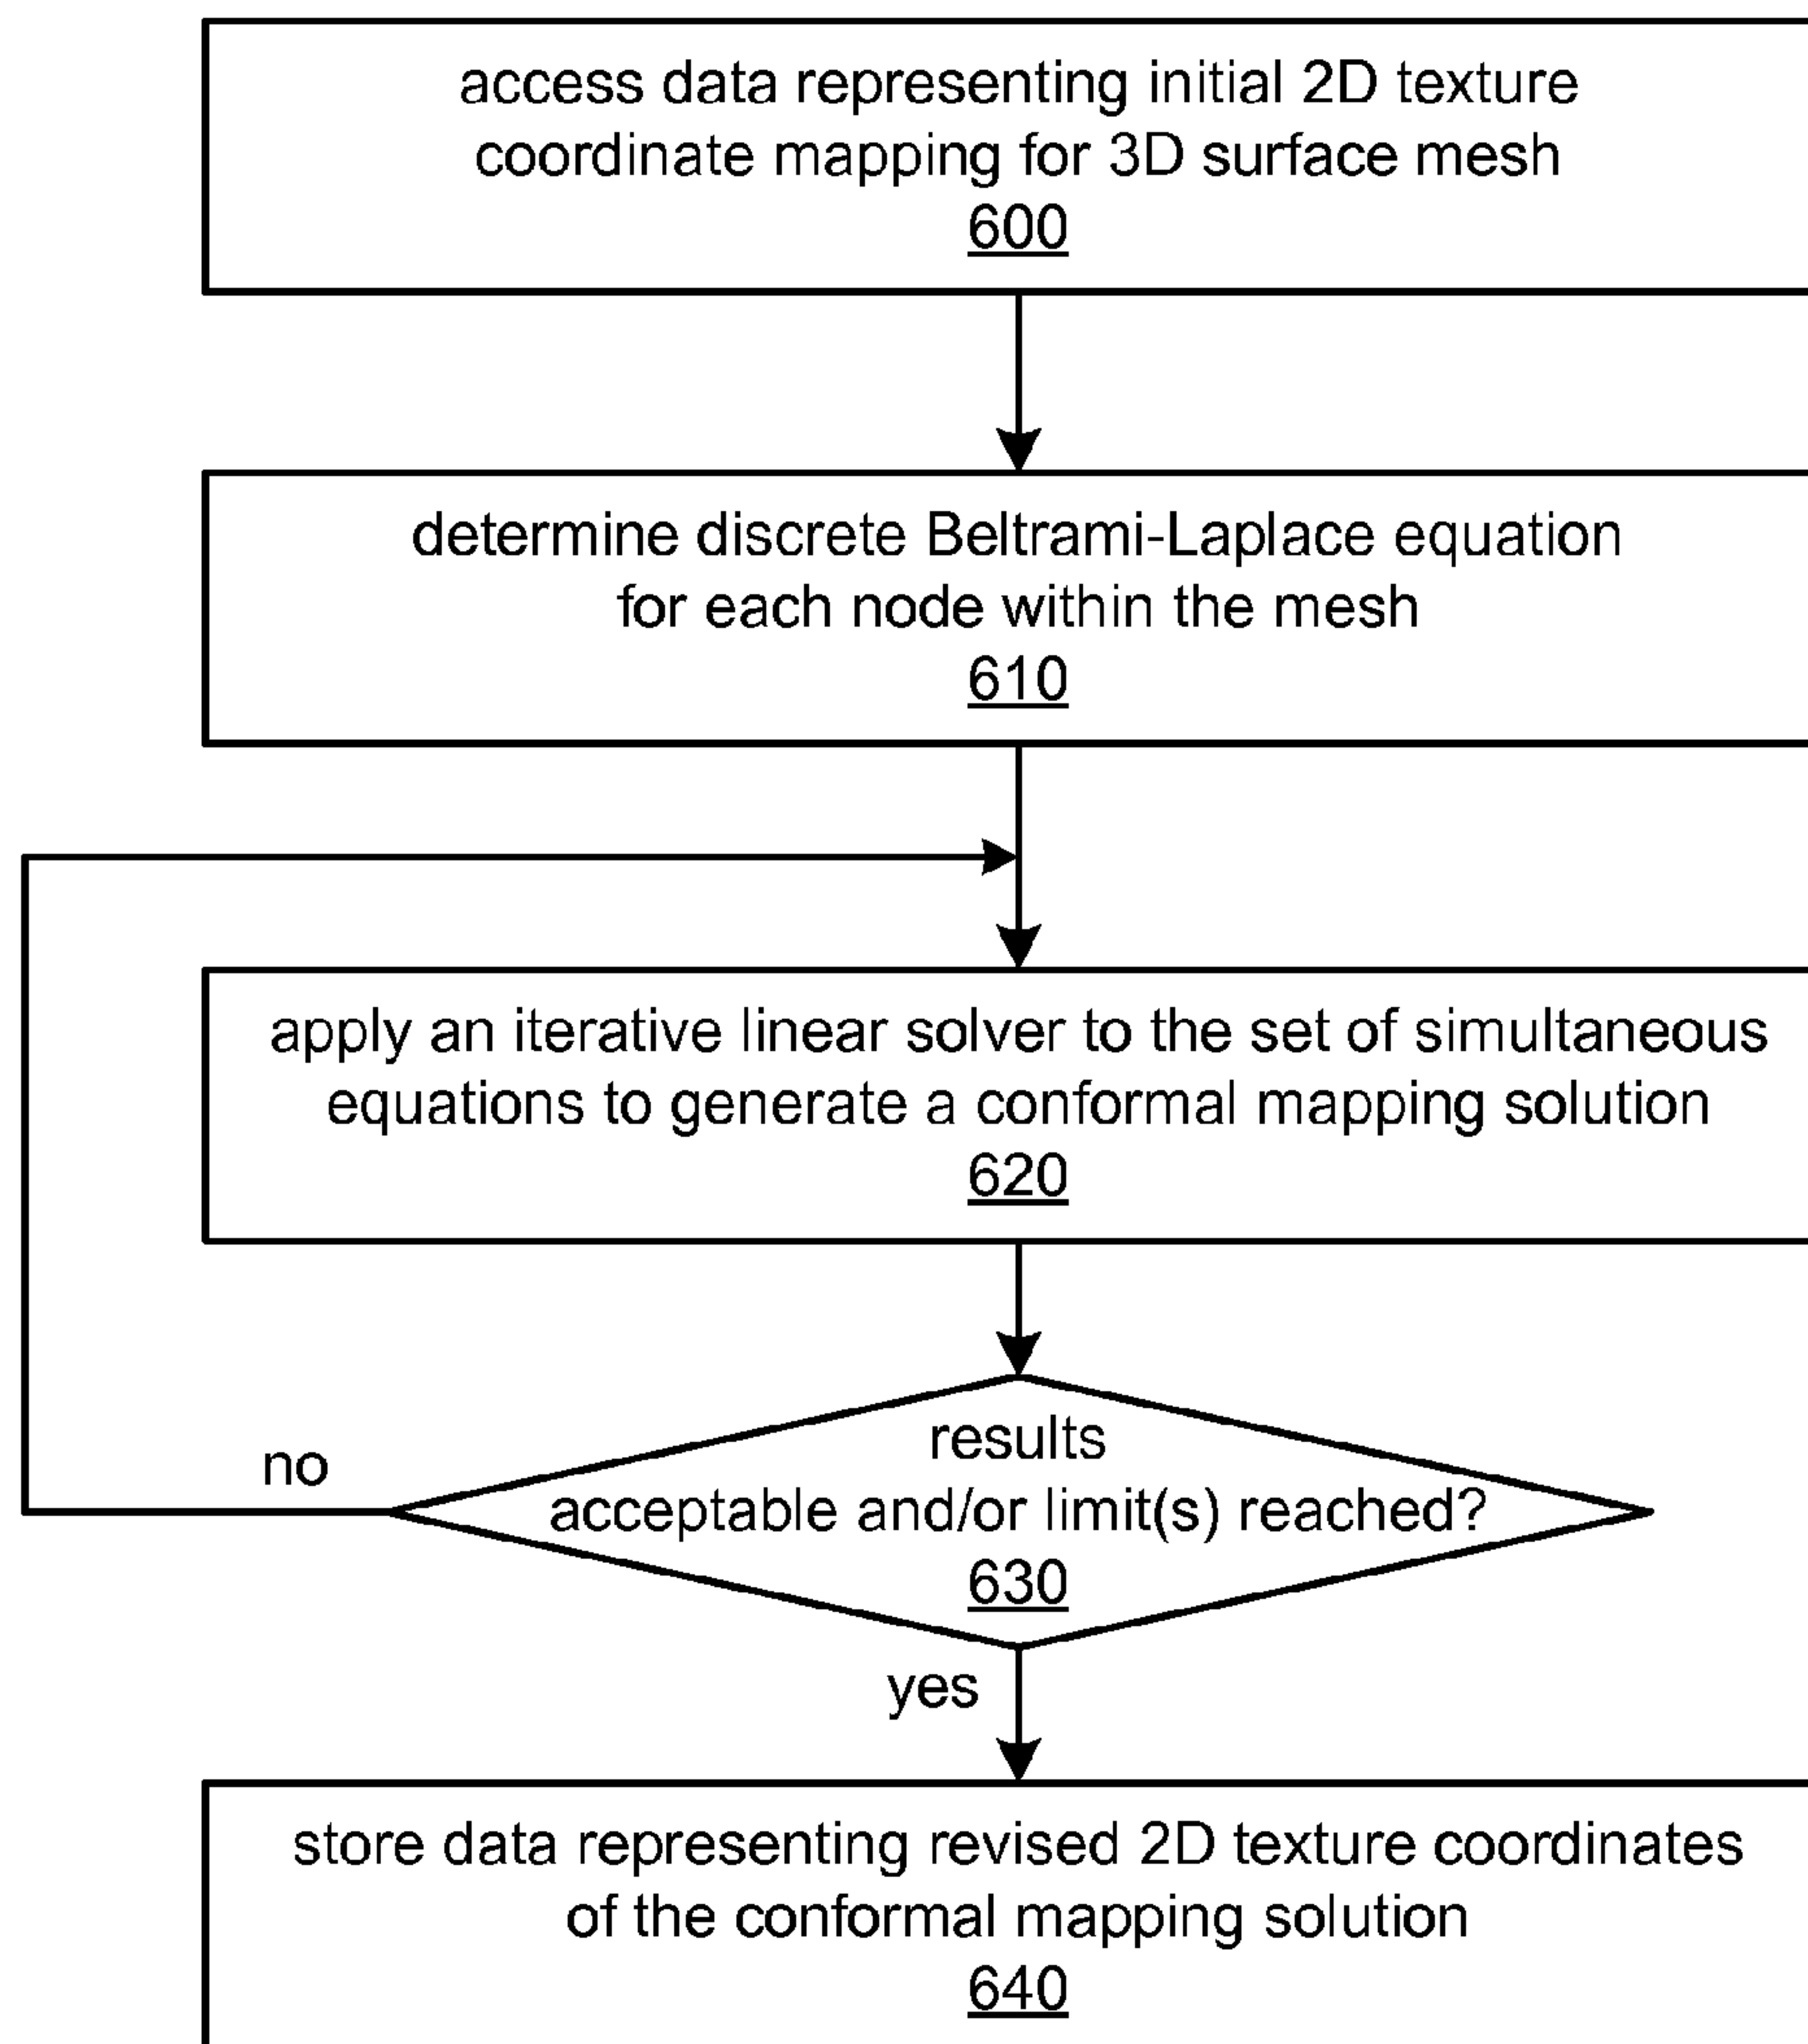 access data representing initial 2D texture
coordinate mapping for 3D surface mesh
600
determine discrete Beltrami-Laplace equation
for each node within the mesh
610
apply an iterative linear solver to the set of simultaneous
equations to generate a conformal mapping solution
620
results
acceptable and/or limit(s) reached?
630
no
yes
store data representing revised 2D texture coordinates
of the conformal mapping solution
640